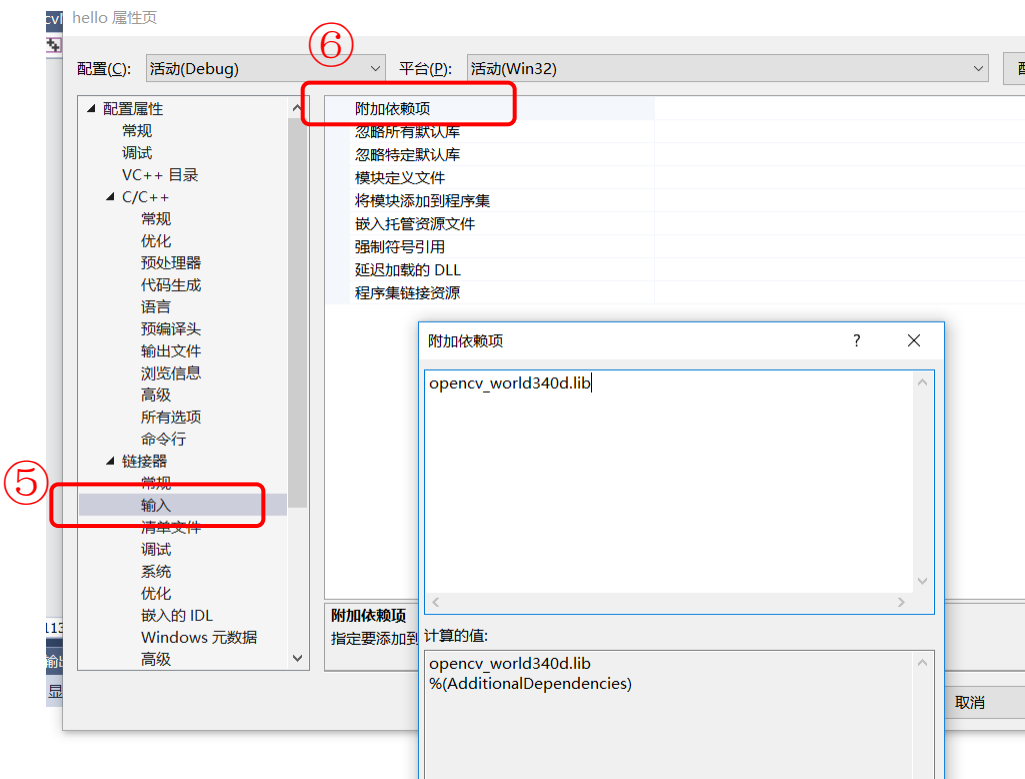 hello 属性页
⑥
配置(C): 活动(Debug) 平台(P): 活动(Win32) 配
配置属性
常规
调试
VC++ 目录
C/C++
常规
优化
预处理器
代码生成
语言
预编译头
输出文件
浏览信息
高级
所有选项
命令行
链接器
常规
⑤
输入
清单文件
调试
系统
优化
嵌入的 IDL
Windows 元数据
高级
附加依赖项
忽略所有默认库
忽略特定默认库
模块定义文件
将模块添加到程序集
嵌入托管资源文件
强制符号引用
延迟加载的 DLL
程序集链接资源
附加依赖项
指定要添加到
附加依赖项 ?
opencv_world340d.lib
计算的值:
opencv_world340d.lib
%(AdditionalDependencies)
取消